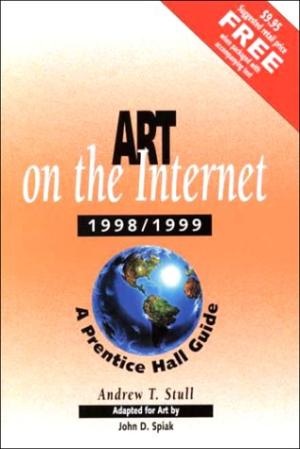 $9.95
Suggested retail price
FREE
when packaged with
accompanying text
ART
on the Internet
1998/1999
A Prentice Hall Guide
Andrew T. Stull
Adapted for Art by
John D. Spiak